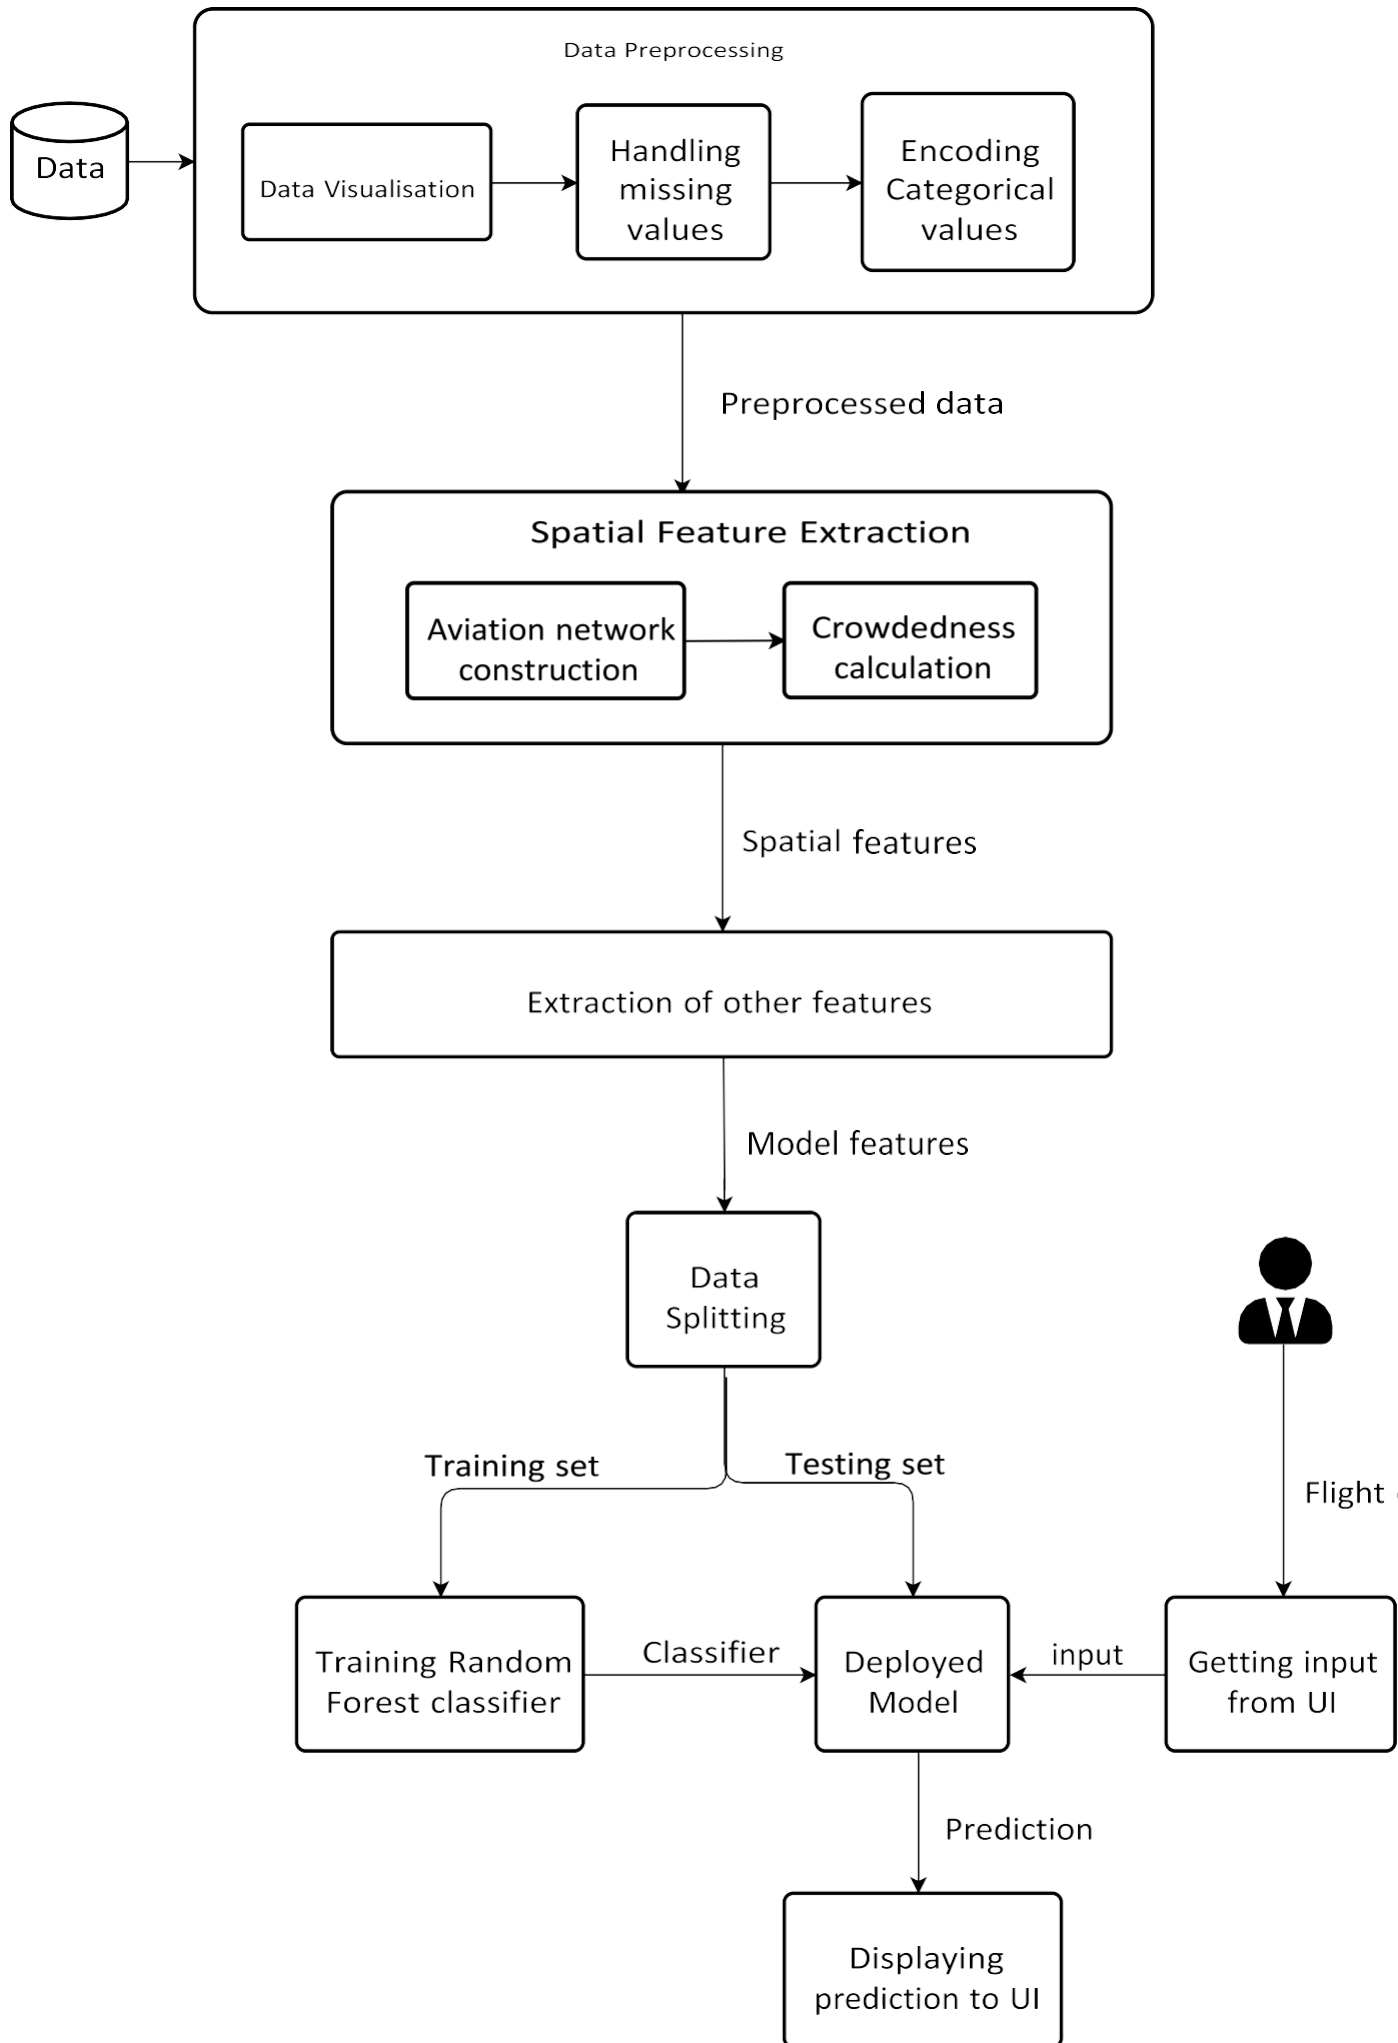 Data Preprocessing
Data
Data Visualisation
Handling
missing
values
Encoding
Categorical
values
Preprocessed data
Spatial Feature Extraction
Aviation network
construction
Crowdedness
calculation
Spatial features
Extraction of other features
Model features
Data
Splitting
Training set
Testing set
Flight
Training Random
Forest classifier
Classifier
Deployed
Model
input
Getting input
from UI
Prediction
Displaying
prediction to UI